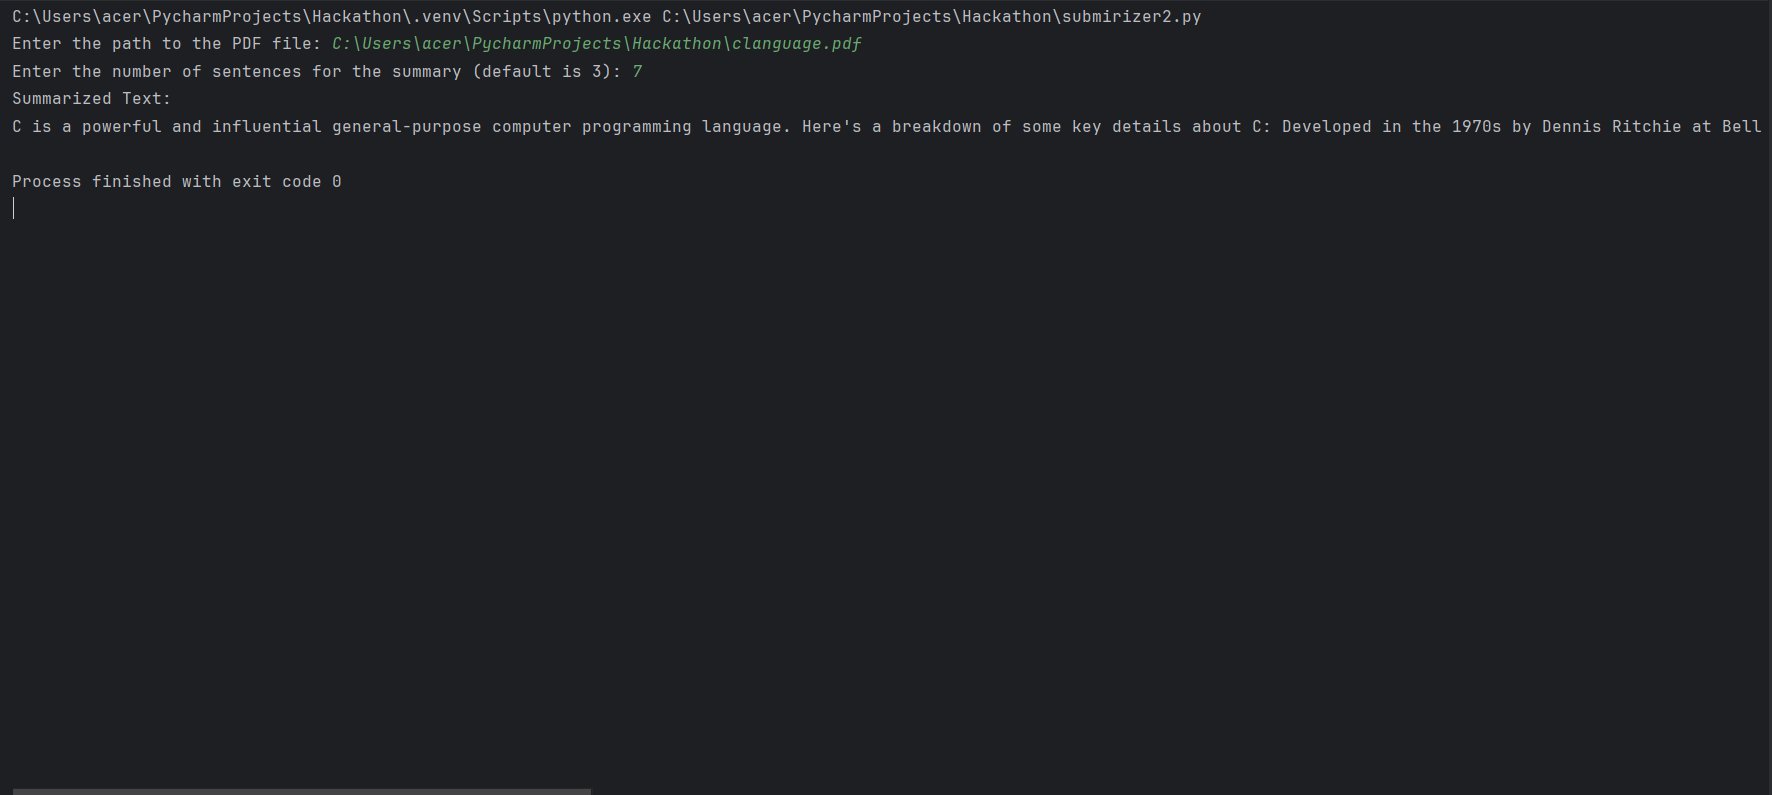 C:\Users\acer\PycharmProjects\Hackathon\.venv\Scripts\python.exe C:\Users\acer\PycharmProjects\Hackathon\submirizer2.py
Enter the path to the PDF file: C:\Users\acer\PycharmProjects\Hackathon\clanguage.pdf
Enter the number of sentences for the summary (default is 3): 7
Summarized Text:
C is a powerful and influential general-purpose computer programming language. Here's a breakdown of some key details about C: Developed in the 1970s by Dennis Ritchie at Bell
Process finished with exit code 0